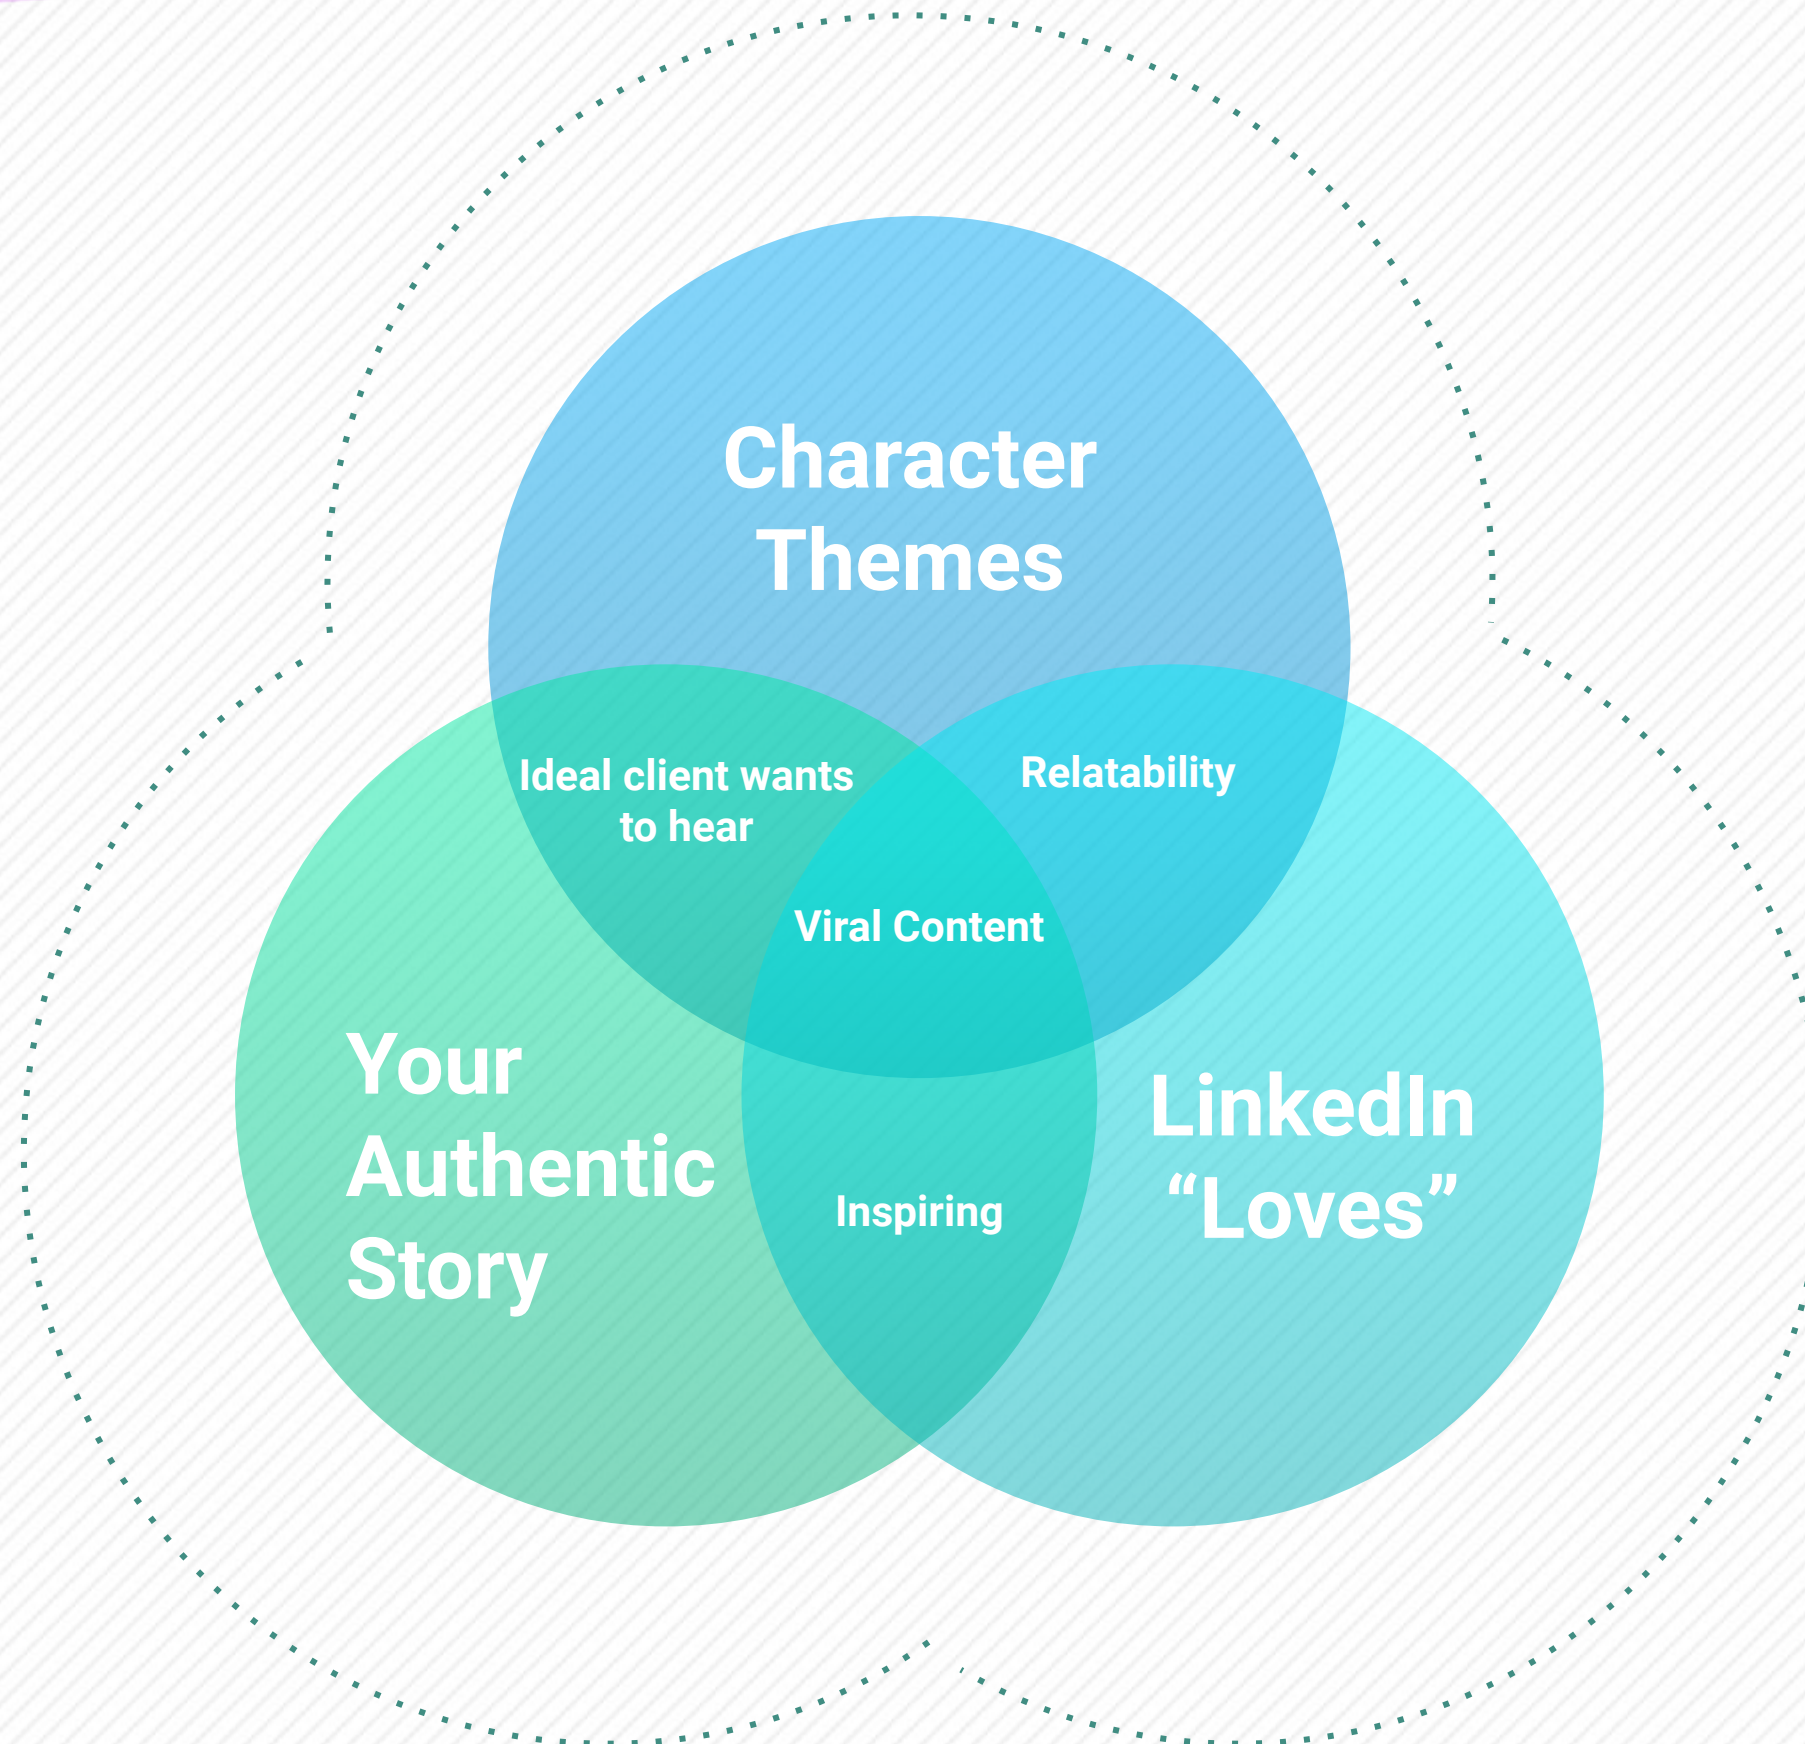 Character
Themes
Ideal client wants
to hear
Relatability
Viral Content
Your
Authentic
Story
LinkedIn
“Loves”
Inspiring